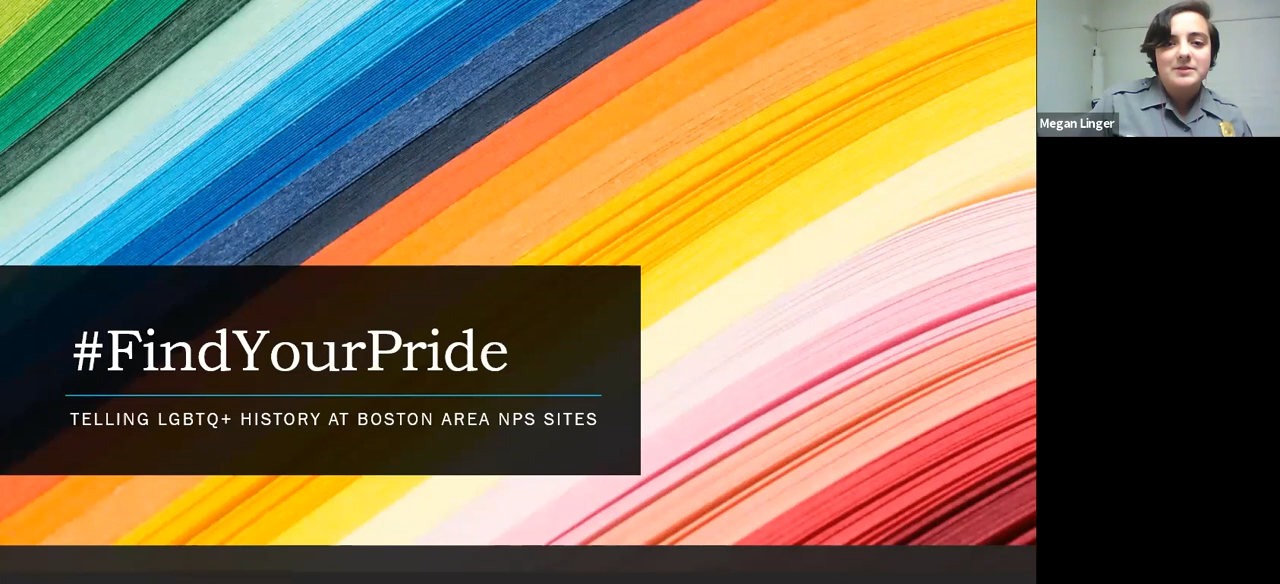 Megan Linger
#FindYourPride
TELLING LGBTQ+ HISTORY AT BOSTON AREA NPS SITES